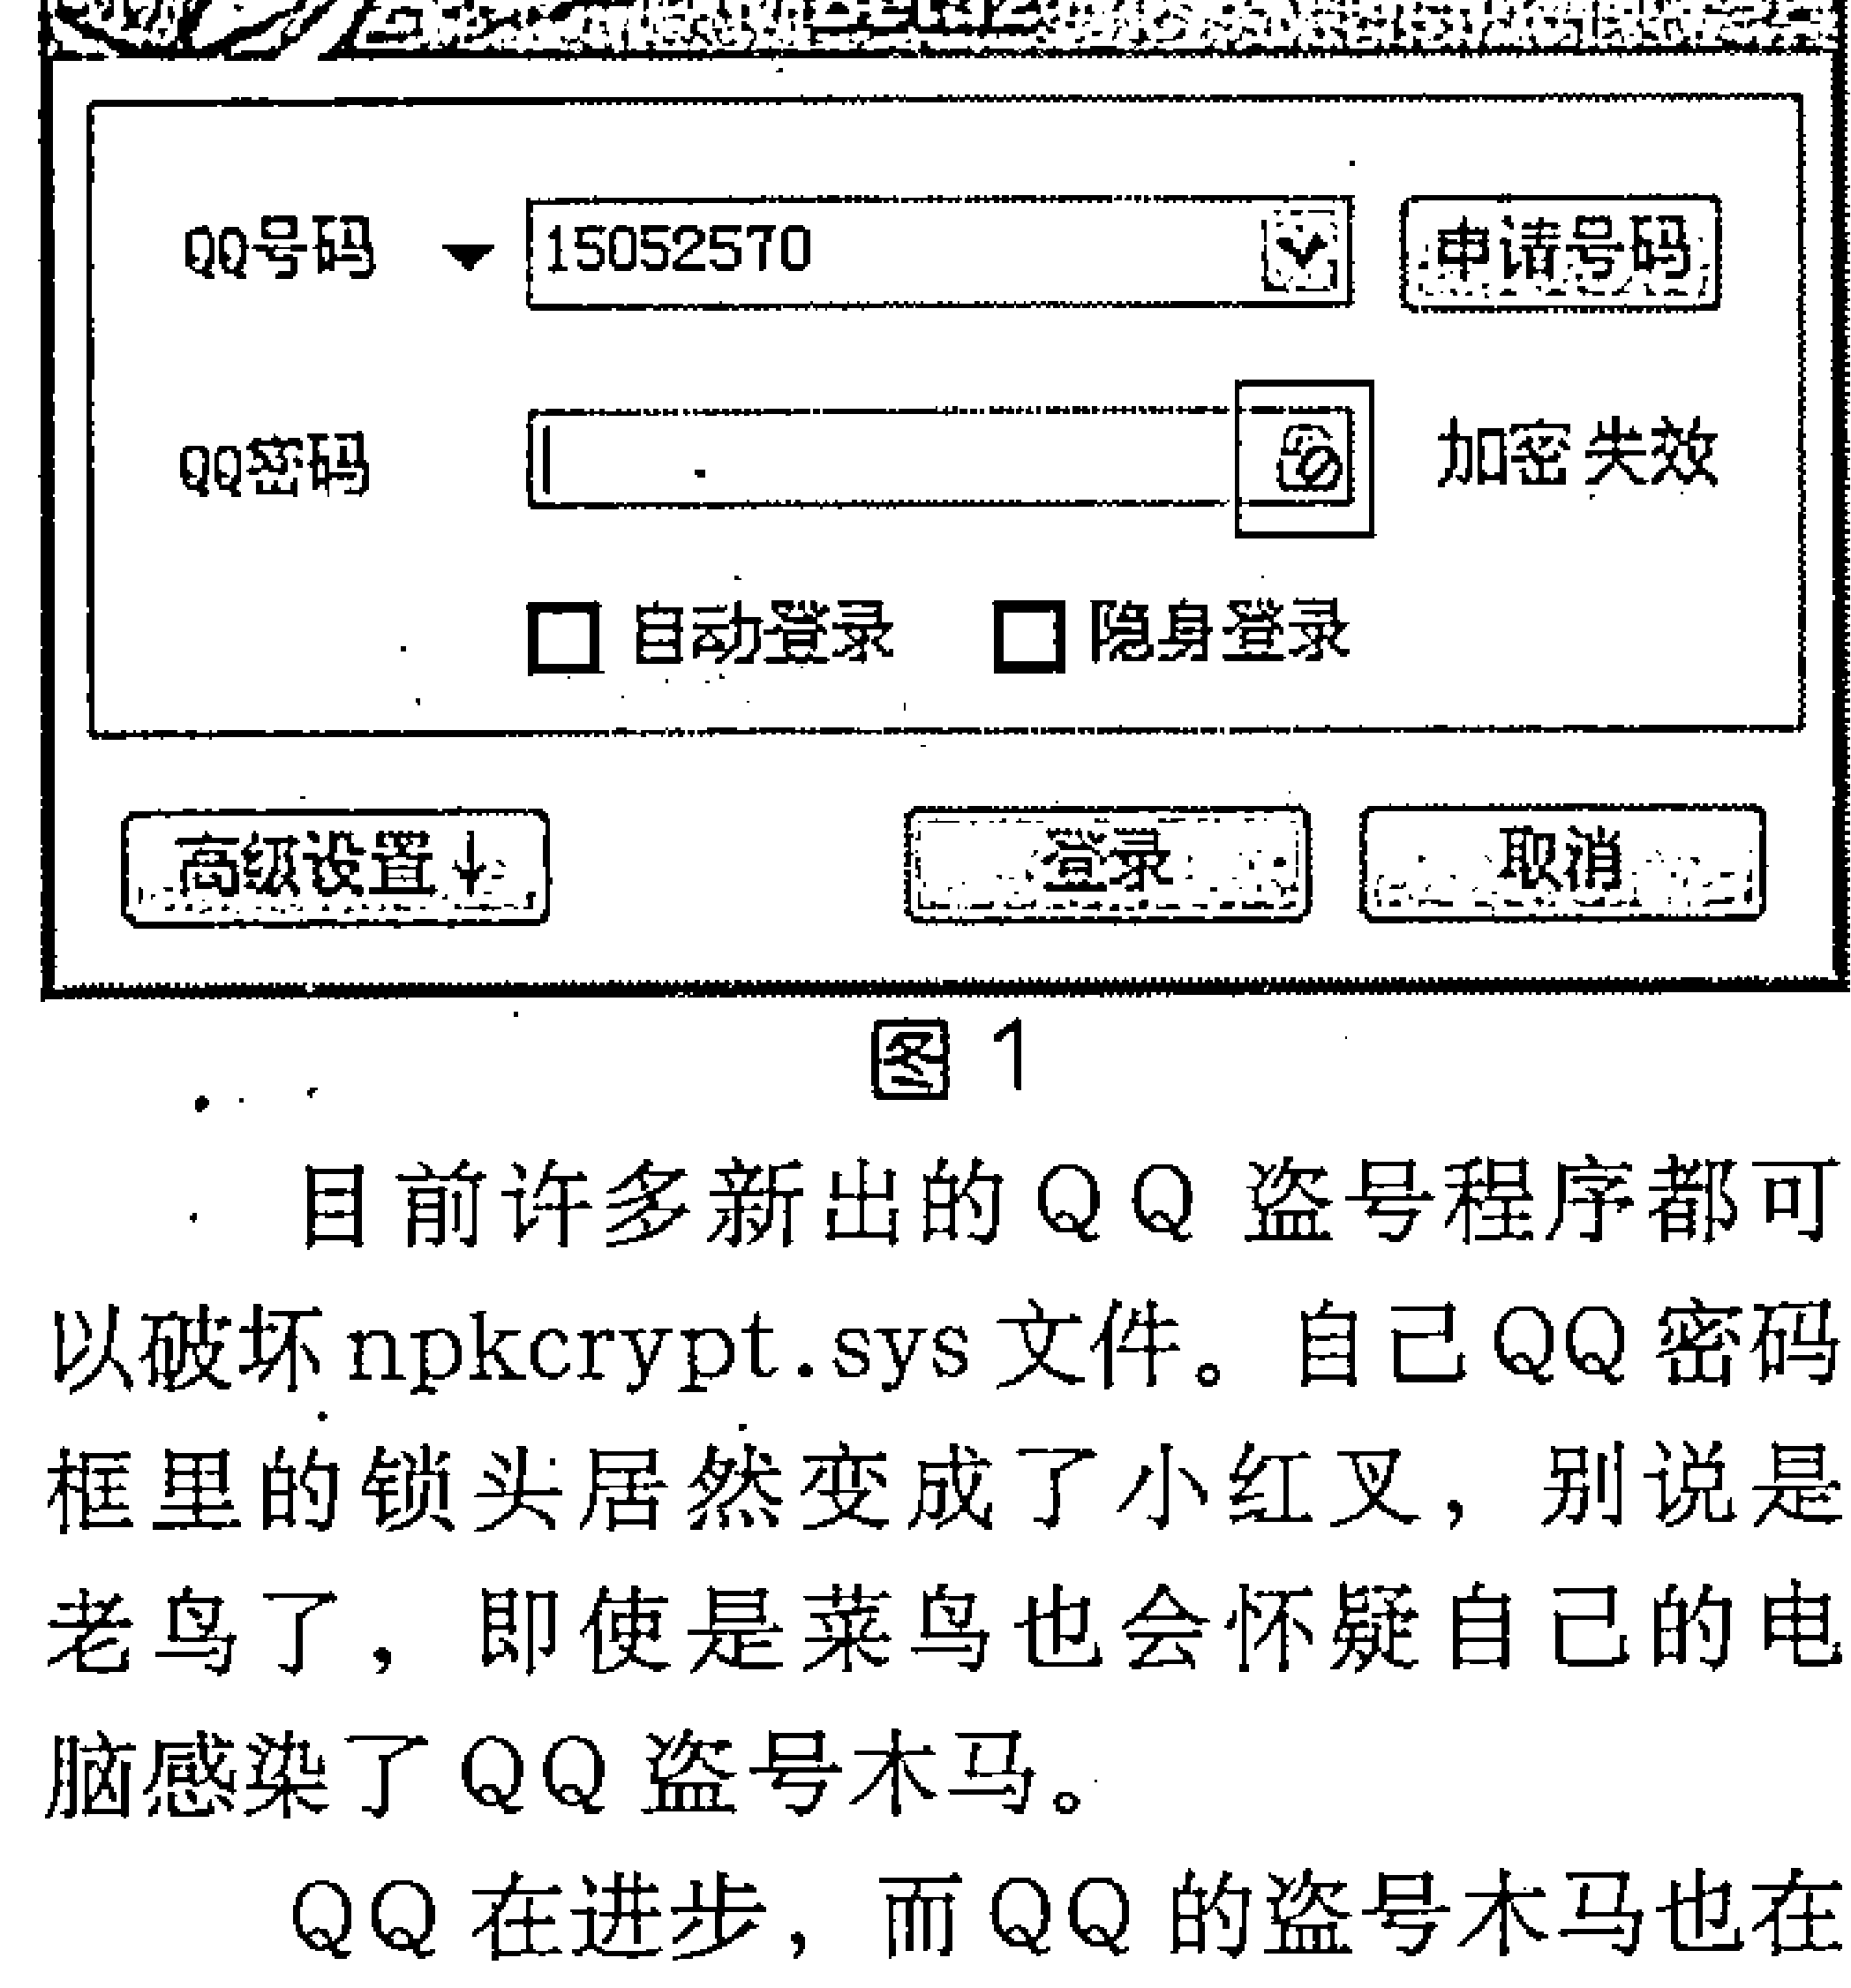 QQ号码 15052570 申请号码
QQ密码 加密失效
自动登录 隐身登录
高级设置↓ 登录 取消
图 1
目前许多新出的QQ 盗号程序都可
以破坏npkcrypt.sys文件。自己QQ密码
框里的锁头居然变成了小红叉，别说是
老鸟了，即使是菜鸟也会怀疑自己的电
脑感染了QQ 盗号木马。
QQ在进步，而QQ的盗号木马也在